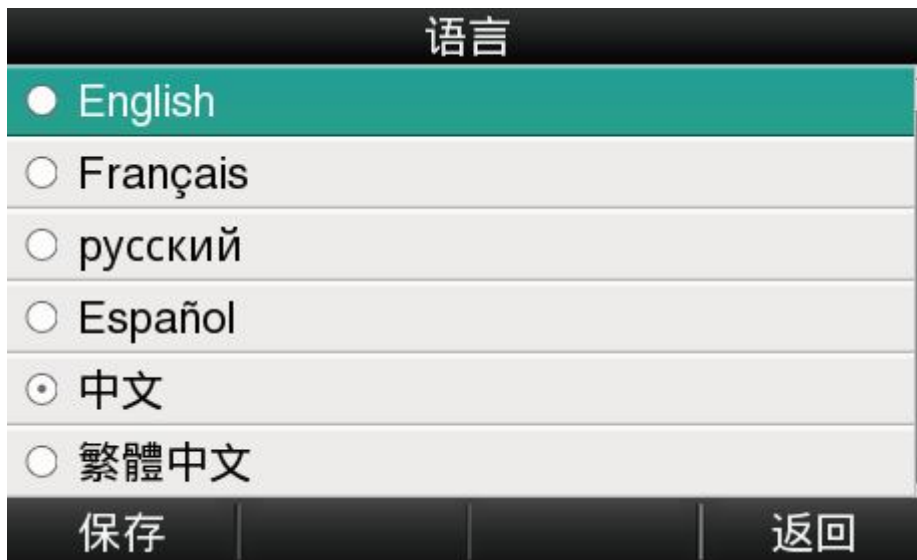 语言
English
Français
русский
Español
中文
繁體中文
保存 返回